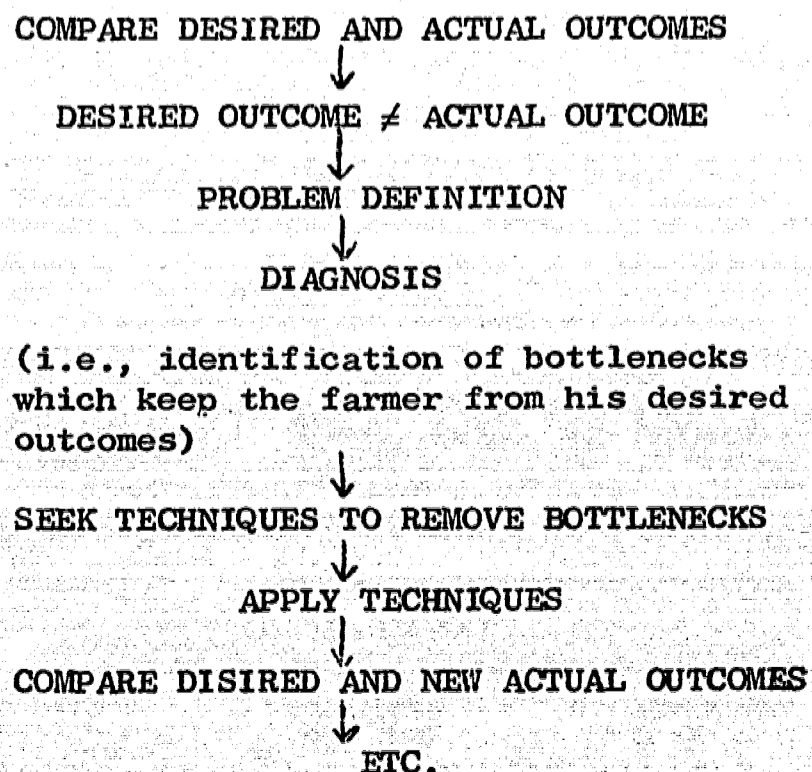 COMPARE DESIRED AND ACTUAL OUTCOMES
DESIRED OUTCOME ≠ ACTUAL OUTCOME
PROBLEM DEFINITION
DIAGNOSIS
(i.e., identification of bottlenecks
which keep the farmer from his desired
outcomes)
SEEK TECHNIQUES TO REMOVE BOTTLENECKS
APPLY TECHNIQUES
COMPARE DISIRED AND NEW ACTUAL OUTCOMES
ETC.